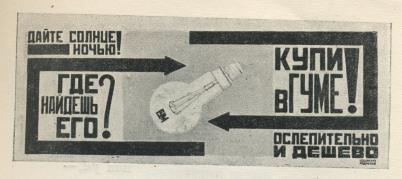 ДАЙТЕ СОЛНЦЕ
НОЧЬЮ!
ГДЕ
НАЙДЕШЬ
ЕГО?
КУПИ
В ГУМЕ!
ОСЛЕПИТЕЛЬНО
И ДЕШЕВО